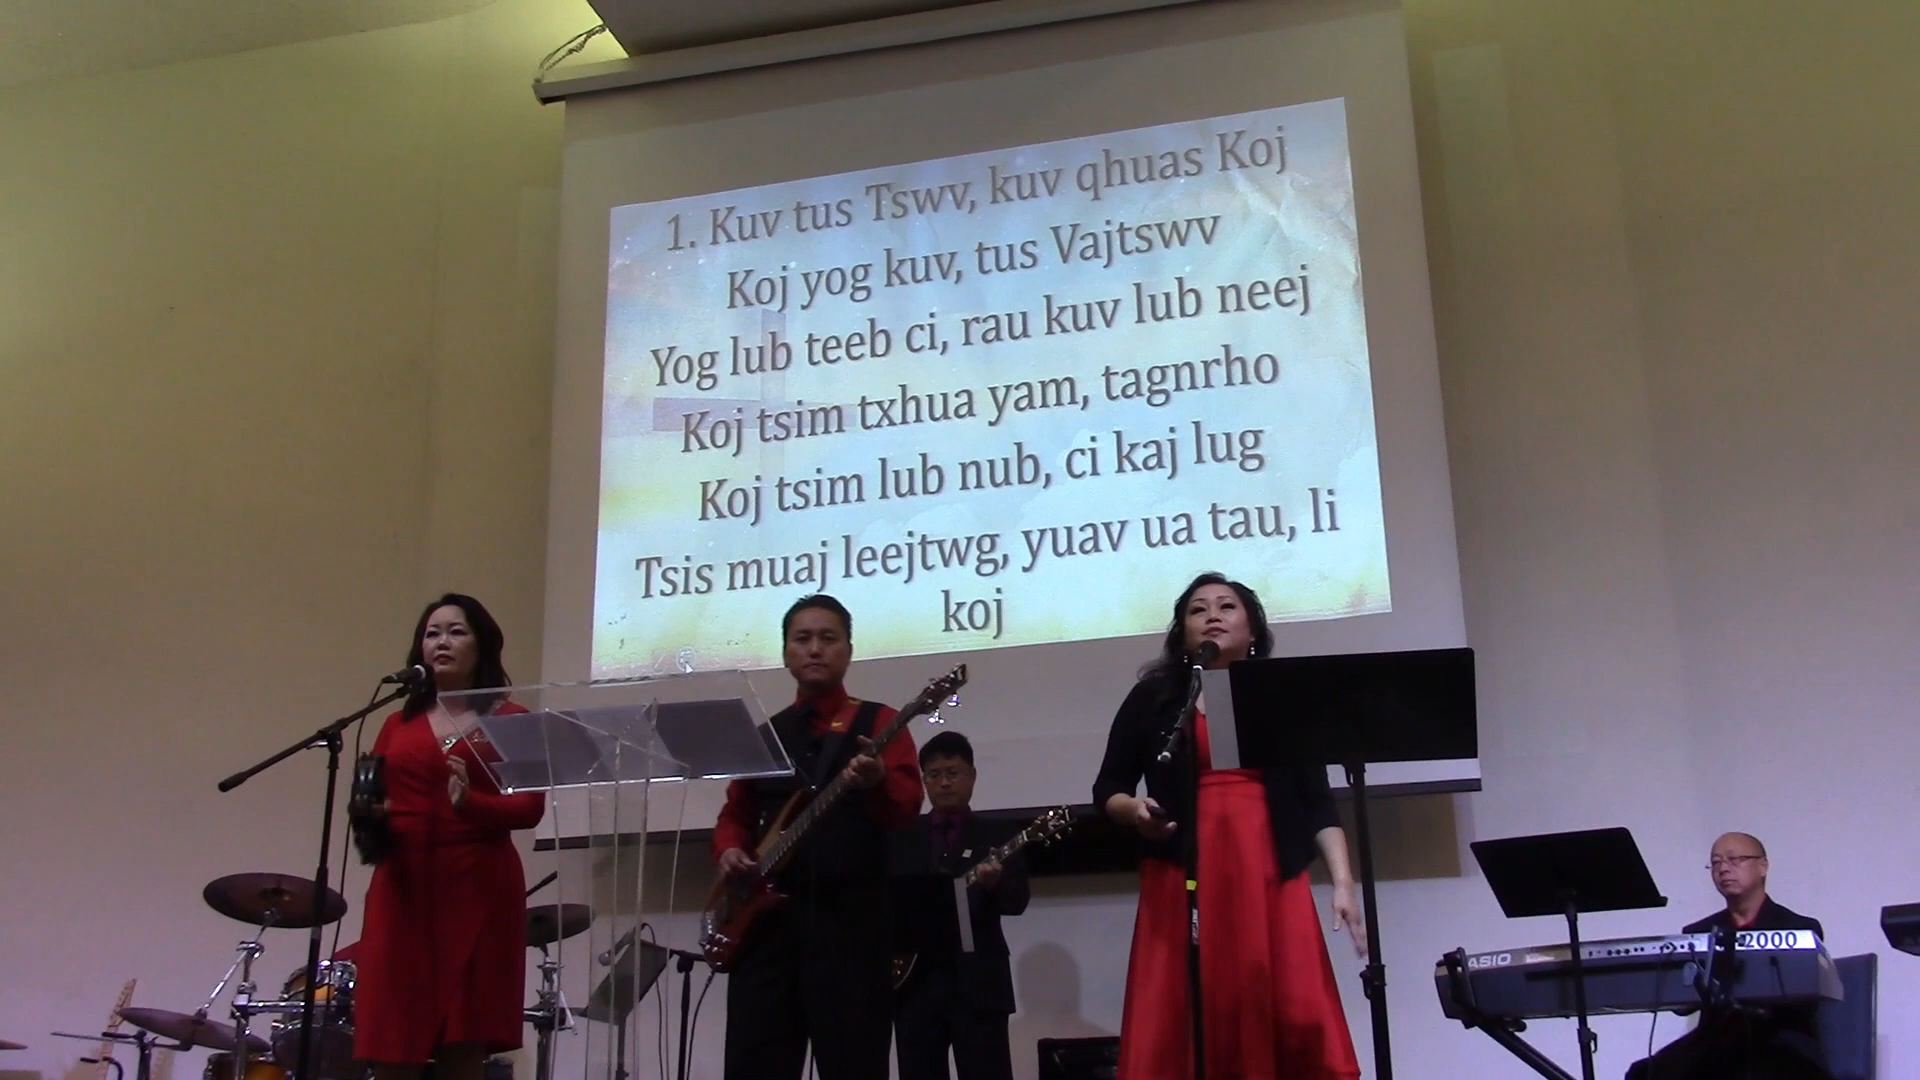 1. Kuv tus Tswv, kuv qhuas Koj
Koj yog kuv, tus Vajtswv
Yog lub teeb ci, rau kuv lub neej
Koj tsim txhua yam, tagnrho
Koj tsim lub nub, ci kaj lug
Tsis muaj leejtwg, yuav ua tau, li
koj
CASIO
2000